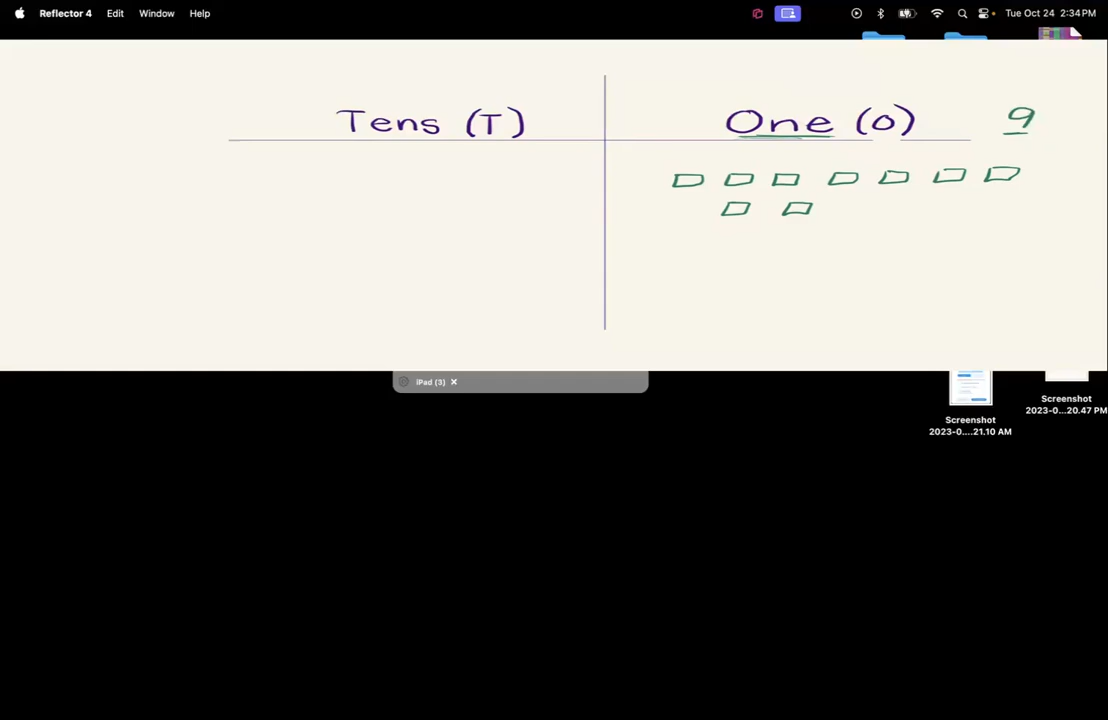 Reflector 4 Edit Window Help Tue Oct 24 2:34 PM
Tens (T) One (O) 9
iPad (3)
Screenshot 2023-0....21.10 AM
Screenshot 2023-0...20.47 PM